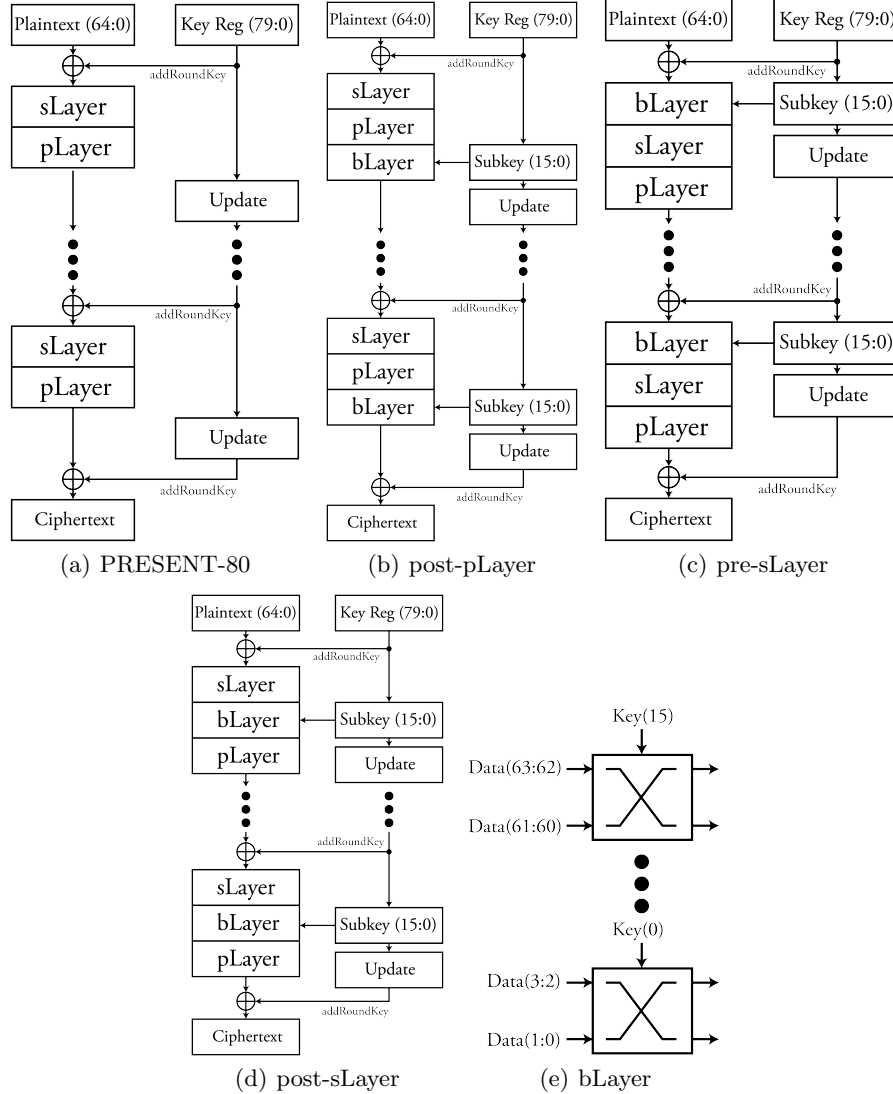 Plaintext (64:0)
Key Reg (79:0)
addRoundKey
sLayer
pLayer
Update
addRoundKey
sLayer
pLayer
Update
addRoundKey
Ciphertext
(a) PRESENT-80
Plaintext (64:0)
Key Reg (79:0)
addRoundKey
sLayer
pLayer
bLayer
Subkey (15:0)
Update
addRoundKey
sLayer
pLayer
bLayer
Subkey (15:0)
Update
addRoundKey
Ciphertext
(b) post-pLayer
Plaintext (64:0)
Key Reg (79:0)
addRoundKey
bLayer
Subkey (15:0)
sLayer
Update
pLayer
addRoundKey
bLayer
Subkey (15:0)
sLayer
Update
pLayer
addRoundKey
Ciphertext
(c) pre-sLayer
Plaintext (64:0)
Key Reg (79:0)
addRoundKey
sLayer
bLayer
Subkey (15:0)
pLayer
Update
addRoundKey
sLayer
bLayer
Subkey (15:0)
pLayer
Update
addRoundKey
Ciphertext
(d) post-sLayer
Key(15)
Data(63:62)
Data(61:60)
Key(0)
Data(3:2)
Data(1:0)
(e) bLayer